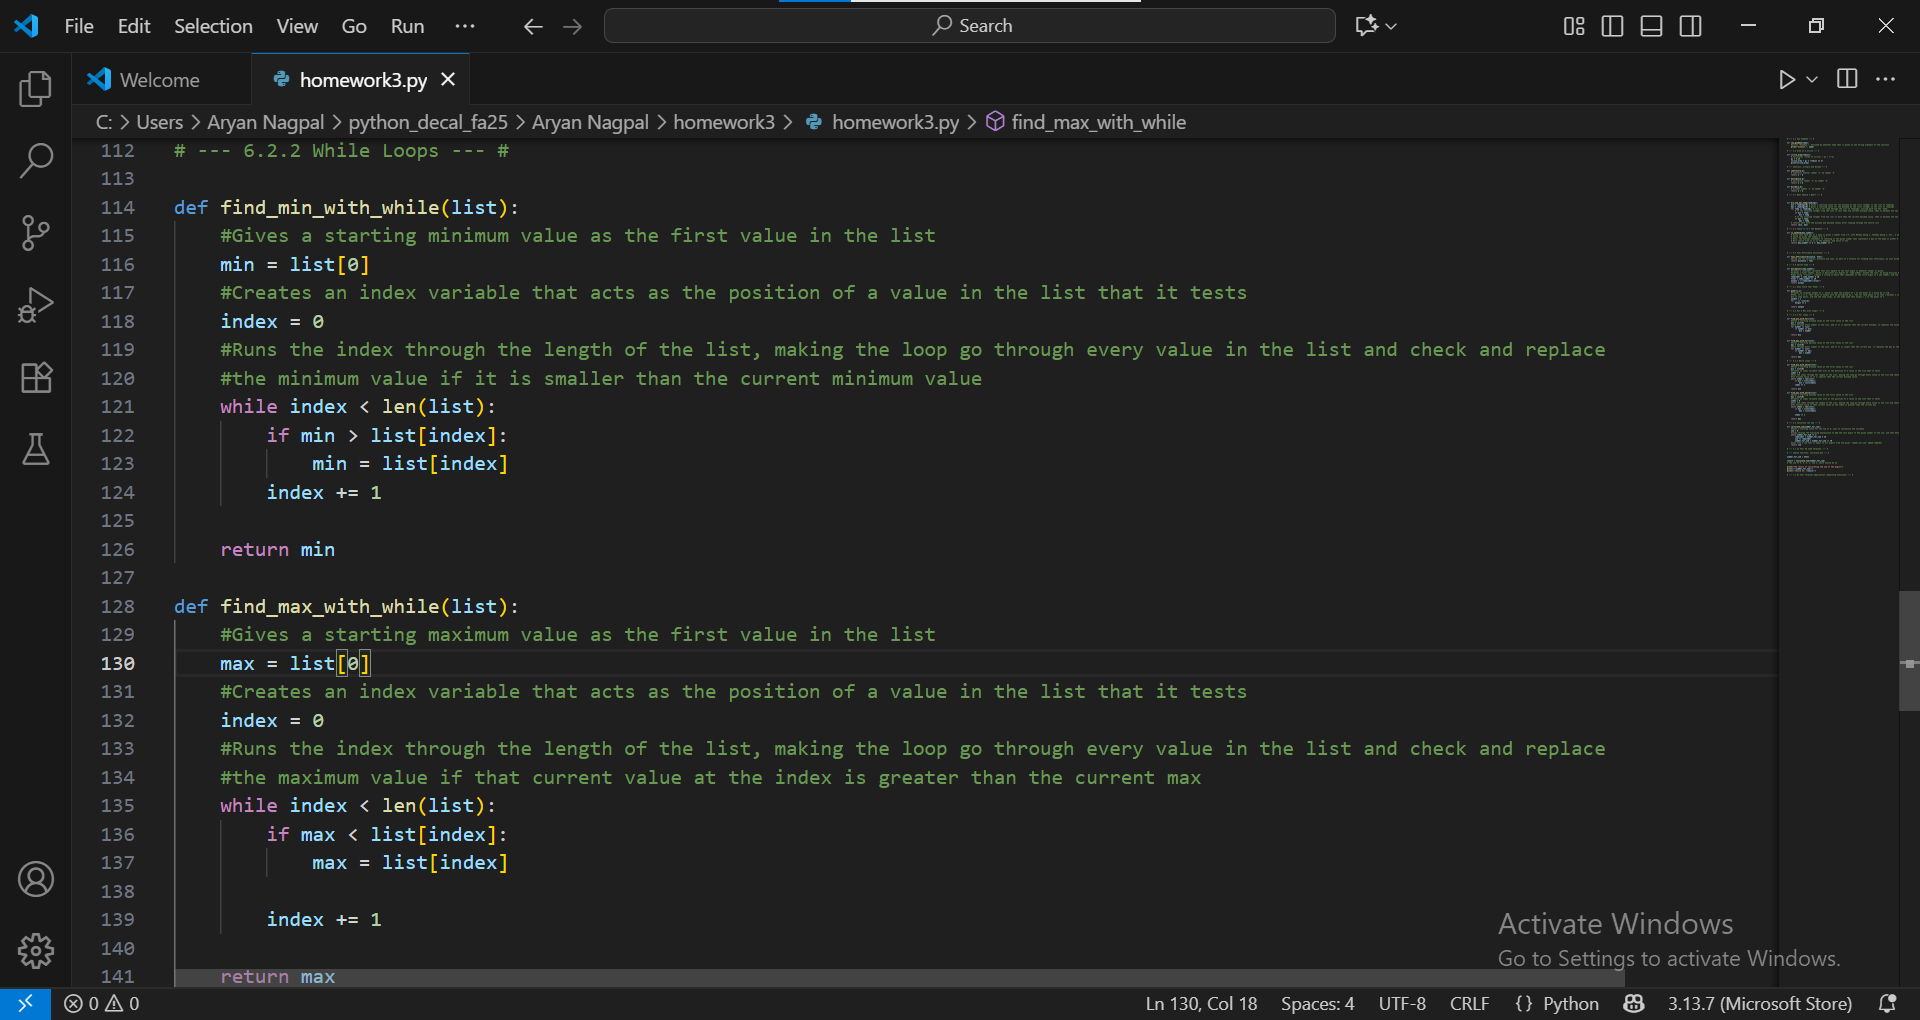 File Edit Selection View Go Run ··· Search
Welcome homework3.py
C: > Users > Aryan Nagpal > python_decal_fa25 > Aryan Nagpal > homework3 > homework3.py > find_max_with_while
112 # --- 6.2.2 While Loops --- #
113
114 def find_min_with_while(list):
115 #Gives a starting minimum value as the first value in the list
116 min = list[0]
117 #Creates an index variable that acts as the position of a value in the list that it tests
118 index = 0
119 #Runs the index through the length of the list, making the loop go through every value in the list and check and replace
120 #the minimum value if it is smaller than the current minimum value
121 while index < len(list):
122 if min > list[index]:
123 min = list[index]
124 index += 1
125
126 return min
127
128 def find_max_with_while(list):
129 #Gives a starting maximum value as the first value in the list
130 max = list[0]
131 #Creates an index variable that acts as the position of a value in the list that it tests
132 index = 0
133 #Runs the index through the length of the list, making the loop go through every value in the list and check and replace
134 #the maximum value if that current value at the index is greater than the current max
135 while index < len(list):
136 if max < list[index]:
137 max = list[index]
138
139 index += 1
140
141 return max
Activate Windows
Go to Settings to activate Windows.
0 0 Ln 130, Col 18 Spaces: 4 UTF-8 CRLF {} Python 3.13.7 (Microsoft Store)